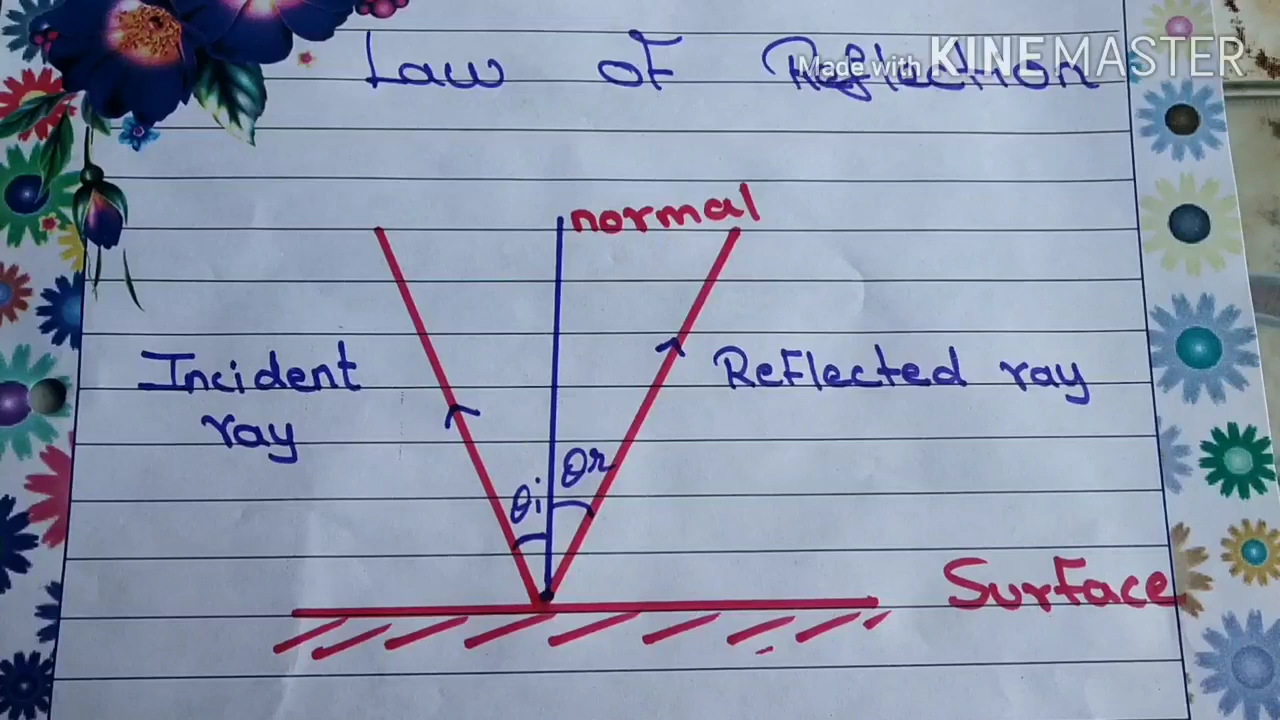 Law of Reflection
Made with KINEMASTER
normal
Incident
ray
Reflected ray
θi
θr
Surface